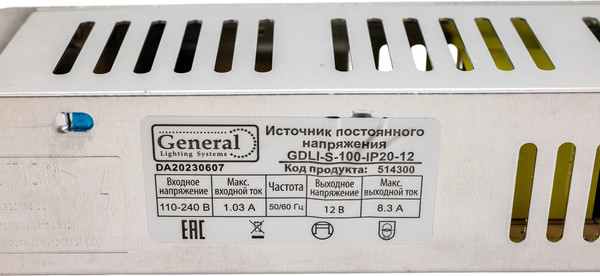 General
Lighting Systems
DA20230607
Источник постоянного
напряжения
GDLI-S-100-IP20-12
Код продукта: 514300
Входное напряжение Макс. входной ток Частота Выходное напряжение Макс. выходной ток
110-240 В 1.03 А 50/60 Гц 12 В 8.3 А
EAC